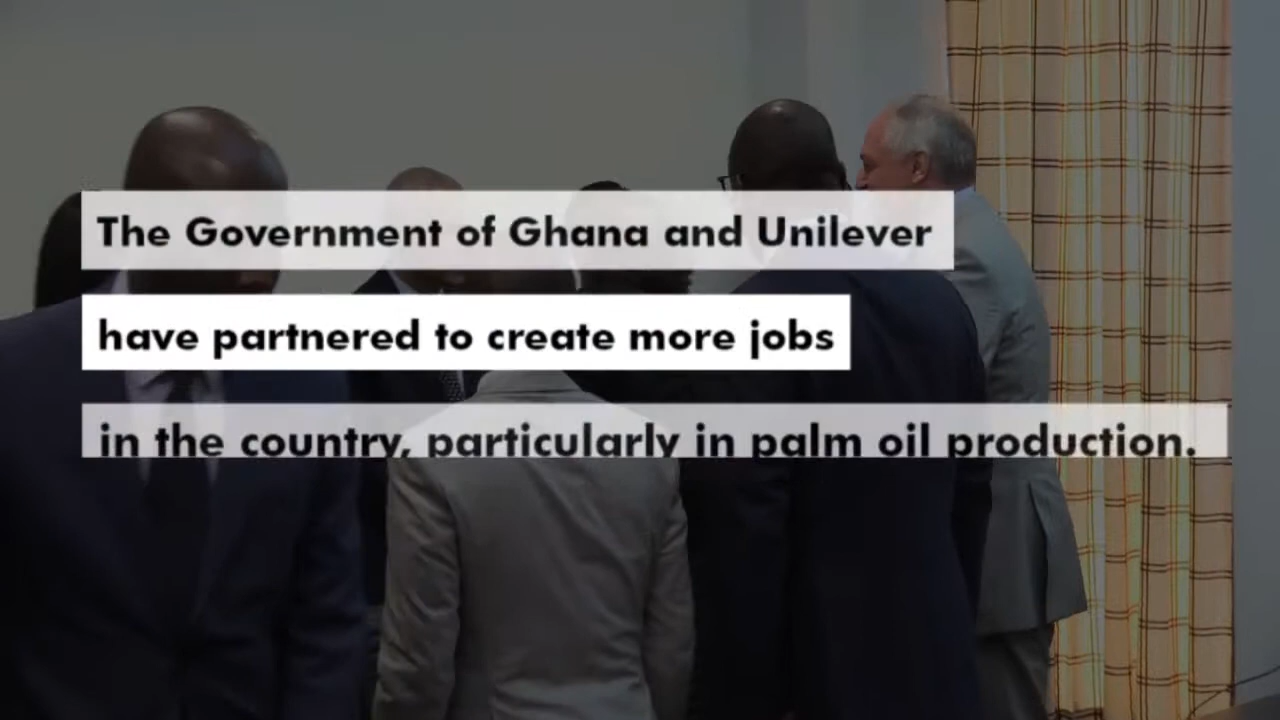 The Government of Ghana and Unilever
have partnered to create more jobs
in the country, particularly in palm oil production.